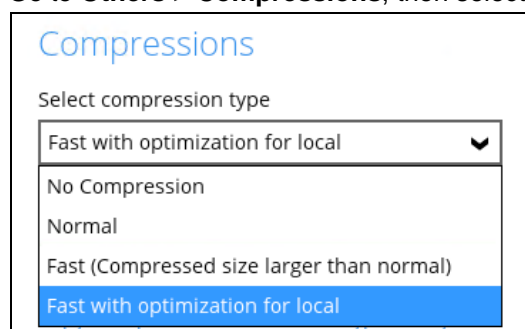 Compressions
Select compression type
Fast with optimization for local
No Compression
Normal
Fast (Compressed size larger than normal)
Fast with optimization for local